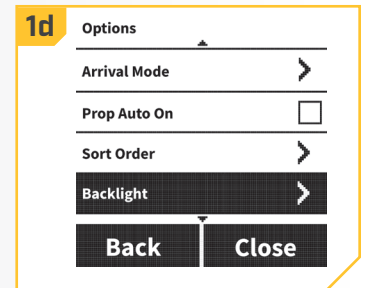 1d
Options
Arrival Mode
Prop Auto On
Sort Order
Backlight
Back Close